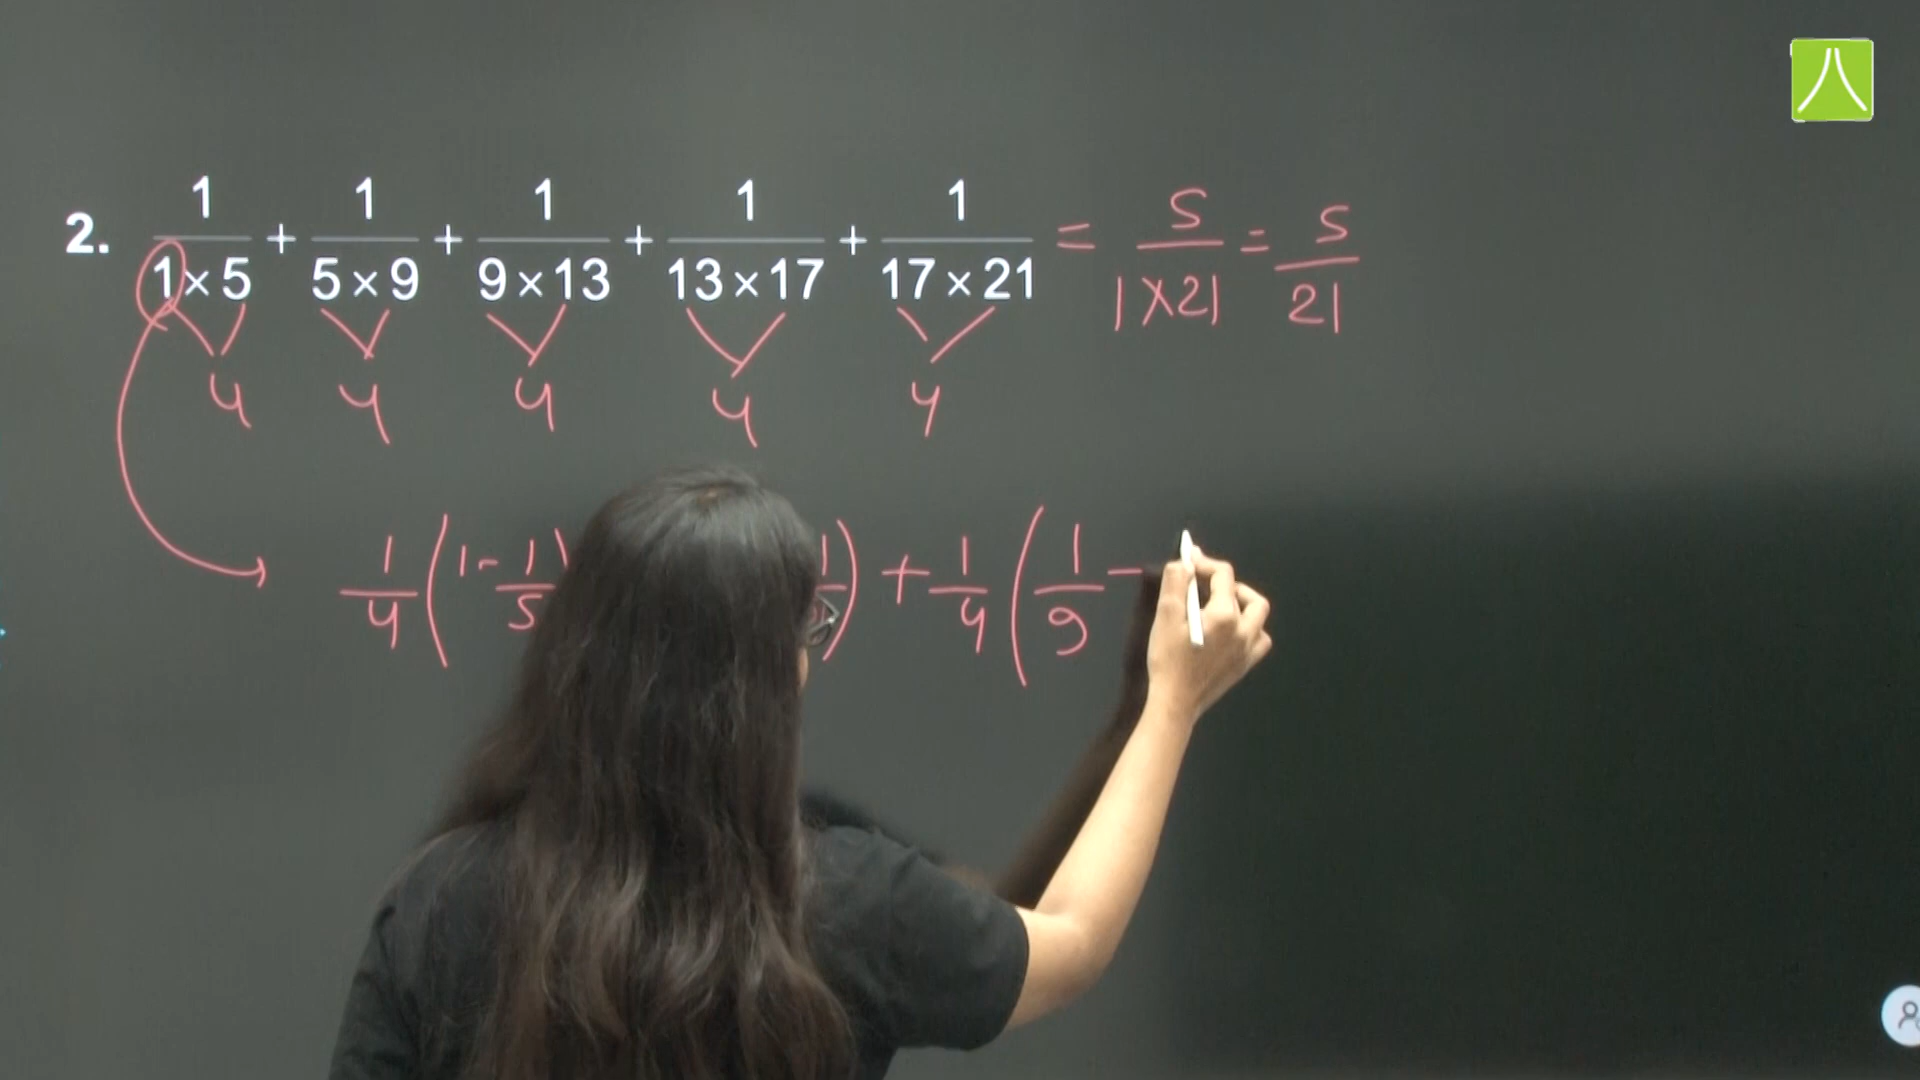 2. 1/(1×5) + 1/(5×9) + 1/(9×13) + 1/(13×17) + 1/(17×21) = 5/(1×21) = 5/21
4 4 4 4 4
1/4 (1 - 1/5) 1 ) + 1/4 ( 1/9 -